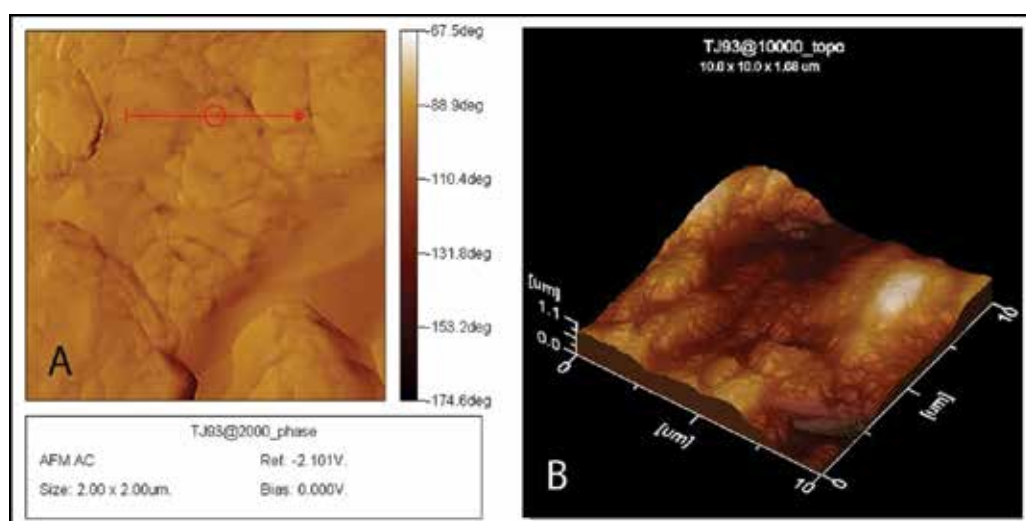 -67.5deg
-88.9deg
-110.4deg
-131.8deg
-153.2deg
-174.6deg
A
TJ93@2000_phase
AFM AC
Ref: -2.101V.
Size: 2.00 x 2.00um.
Bias: 0.000V.
TJ93@10000_topo
10.0 x 10.0 x 1.68 um
[um]
1.1
0.0
0
[um]
10
0
[um]
10
B